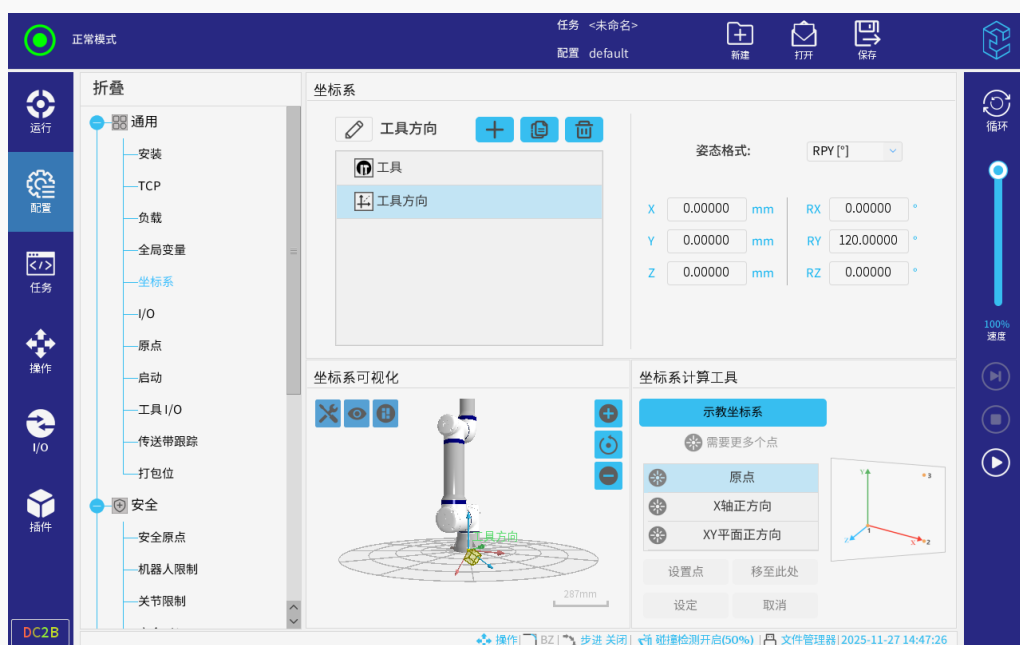 正常模式
任务 <未命名>
配置 default
新建
打开
保存
运行
配置
任务
操作
I/O
插件
DC2B
折叠
通用
安装
TCP
负载
全局变量
坐标系
I/O
原点
启动
工具 I/O
传送带跟踪
打包位
安全
安全原点
机器人限制
关节限制
坐标系
工具方向
工具
工具方向
姿态格式: RPY [°]
X 0.00000 mm RX 0.00000 °
Y 0.00000 mm RY 120.00000 °
Z 0.00000 mm RZ 0.00000 °
坐标系可视化
工具方向
287mm
坐标系计算工具
示教坐标系
需要更多个点
原点
X轴正方向
XY平面正方向
设置点 移至此处
设定 取消
Y
3
1
Z
X
2
循环
100%
速度
操作| BZ| 步进 关闭| 碰撞检测开启(50%) | 文件管理器| 2025-11-27 14:47:26